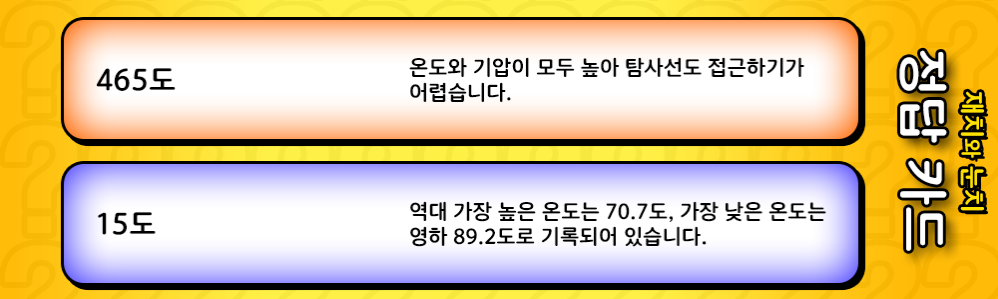 465도
온도와 기압이 모두 높아 탐사선도 접근하기가
어렵습니다.
15도
역대 가장 높은 온도는 70.7도, 가장 낮은 온도는
영하 89.2도로 기록되어 있습니다.
재치와 눈치
정답 카드